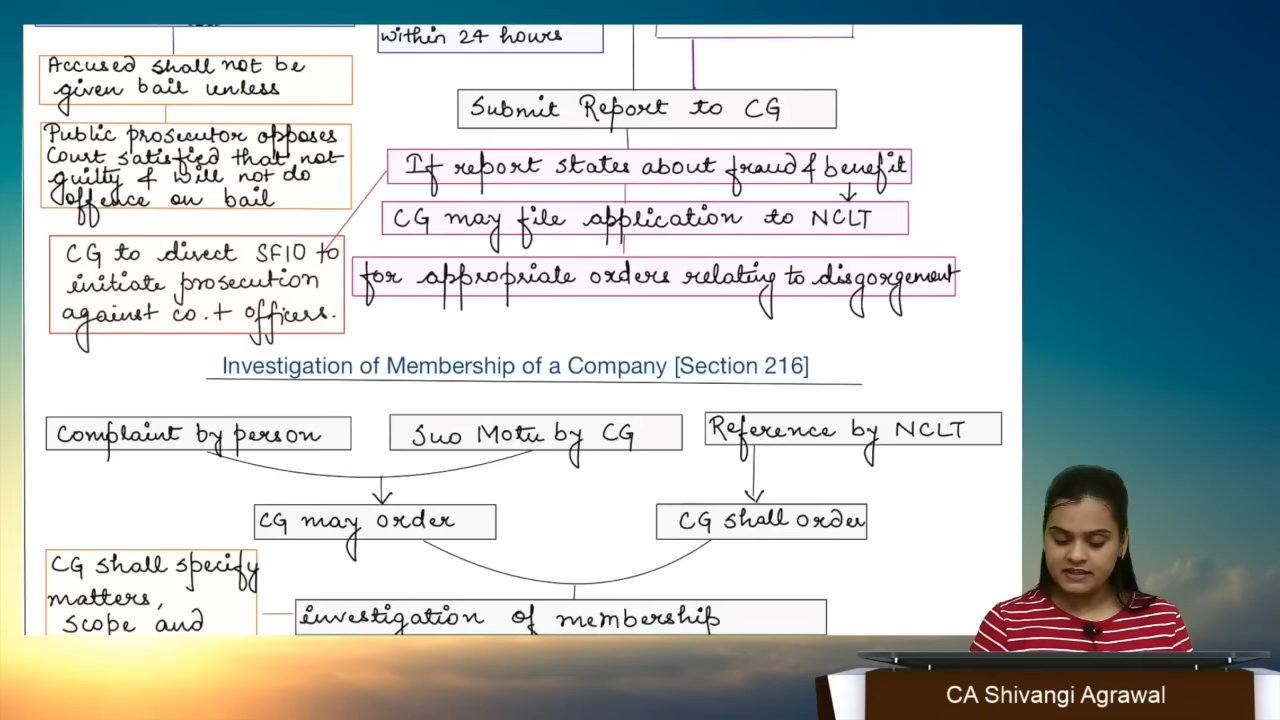 within 24 hours
Accused shall not be
given bail unless
Public prosecutor opposes
Court satisfied that not
guilty & will not do
offence on bail
Submit Report to CG
If report states about fraud & benefit
CG may file application to NCLT
for appropriate orders relating to disgorgement
CG to direct SFIO to
initiate prosecution
against co. + officers.
Investigation of Membership of a Company [Section 216]
Complaint by person
Suo Motu by CG
Reference by NCLT
CG may order
CG shall order
CG shall specify
matters,
scope and
investigation of membership
CA Shivangi Agrawal